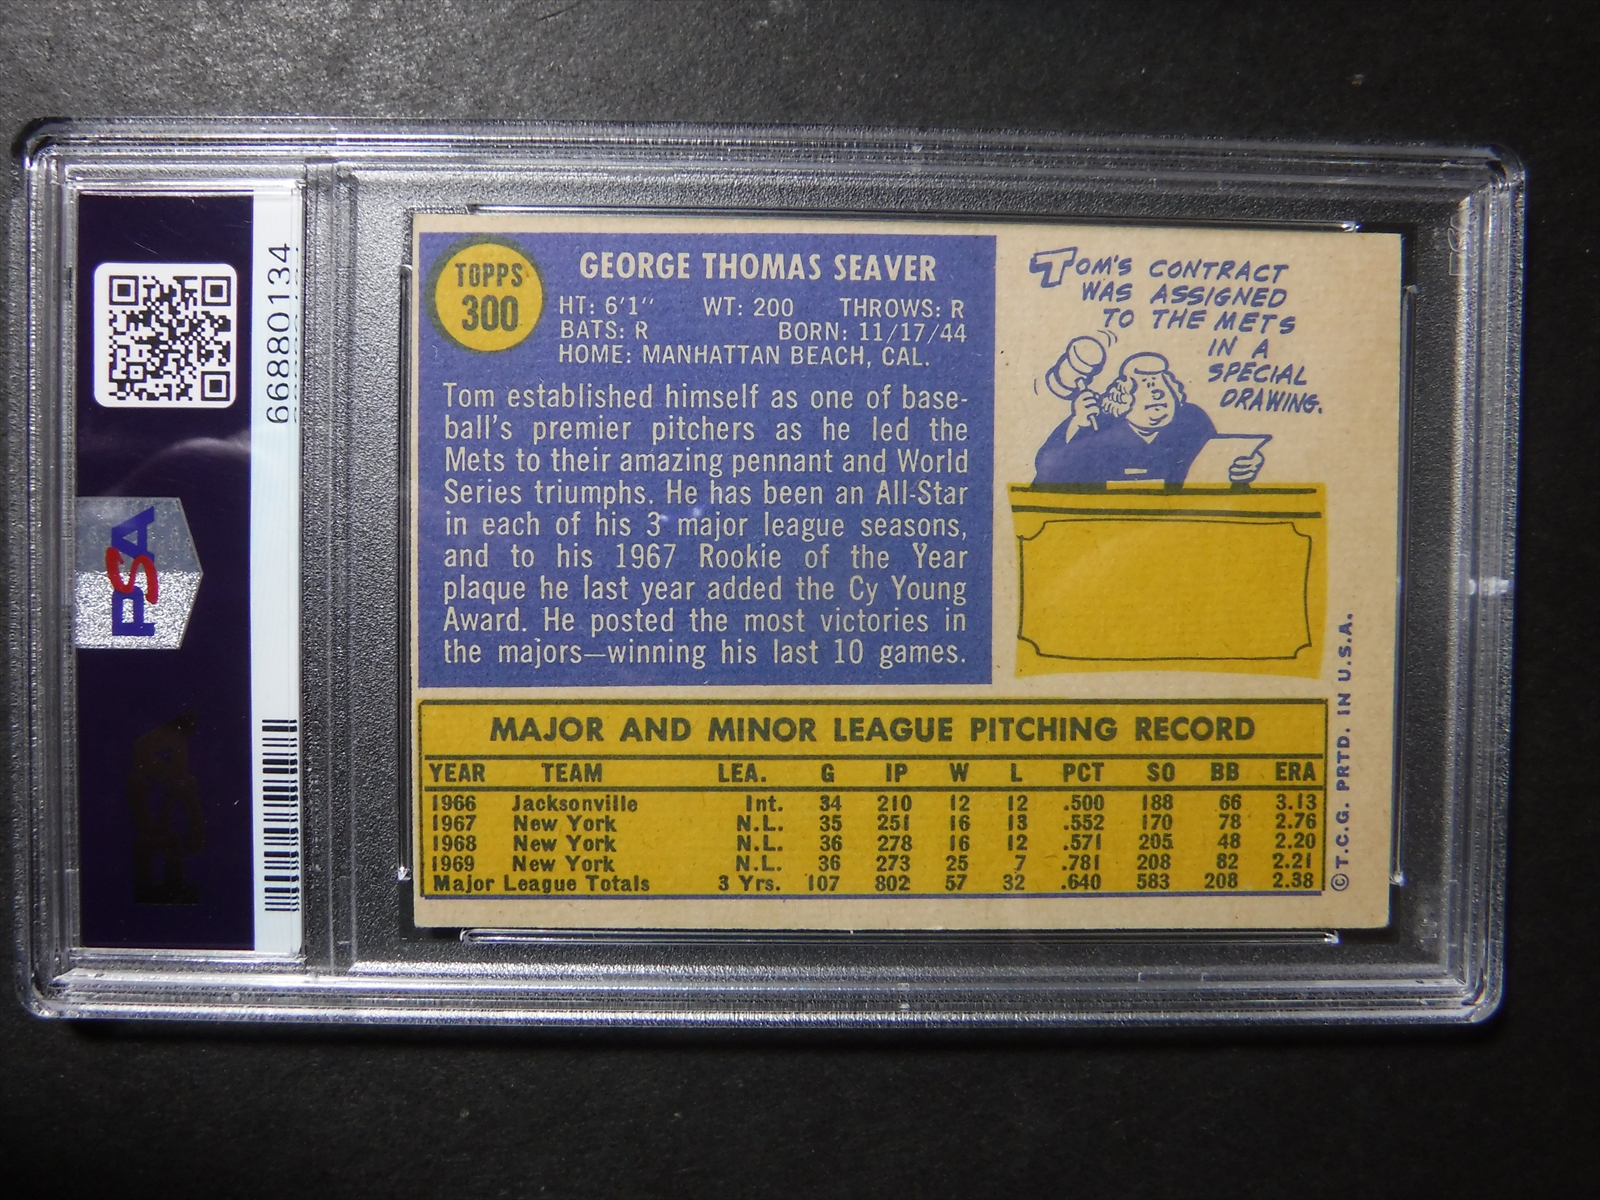 66880134
PSA
PSA
TOPPS
300
GEORGE THOMAS SEAVER
HT: 6'1" WT: 200 THROWS: R
BATS: R BORN: 11/17/44
HOME: MANHATTAN BEACH, CAL.
Tom established himself as one of base-
ball's premier pitchers as he led the
Mets to their amazing pennant and World
Series triumphs. He has been an All-Star
in each of his 3 major league seasons,
and to his 1967 Rookie of the Year
plaque he last year added the Cy Young
Award. He posted the most victories in
the majors—winning his last 10 games.
TOM'S CONTRACT
WAS ASSIGNED
TO THE METS
IN A
SPECIAL
DRAWING.
MAJOR AND MINOR LEAGUE PITCHING RECORD
YEAR TEAM LEA. G IP W L PCT SO BB ERA
1966 Jacksonville Int. 34 210 12 12 .500 188 66 3.13
1967 New York N.L. 35 251 16 13 .552 170 78 2.76
1968 New York N.L. 36 278 16 12 .571 205 48 2.20
1969 New York N.L. 36 273 25 7 .781 208 82 2.21
Major League Totals 3 Yrs. 107 802 57 32 .640 583 208 2.38
© T.C.G. PRTD. IN U.S.A.